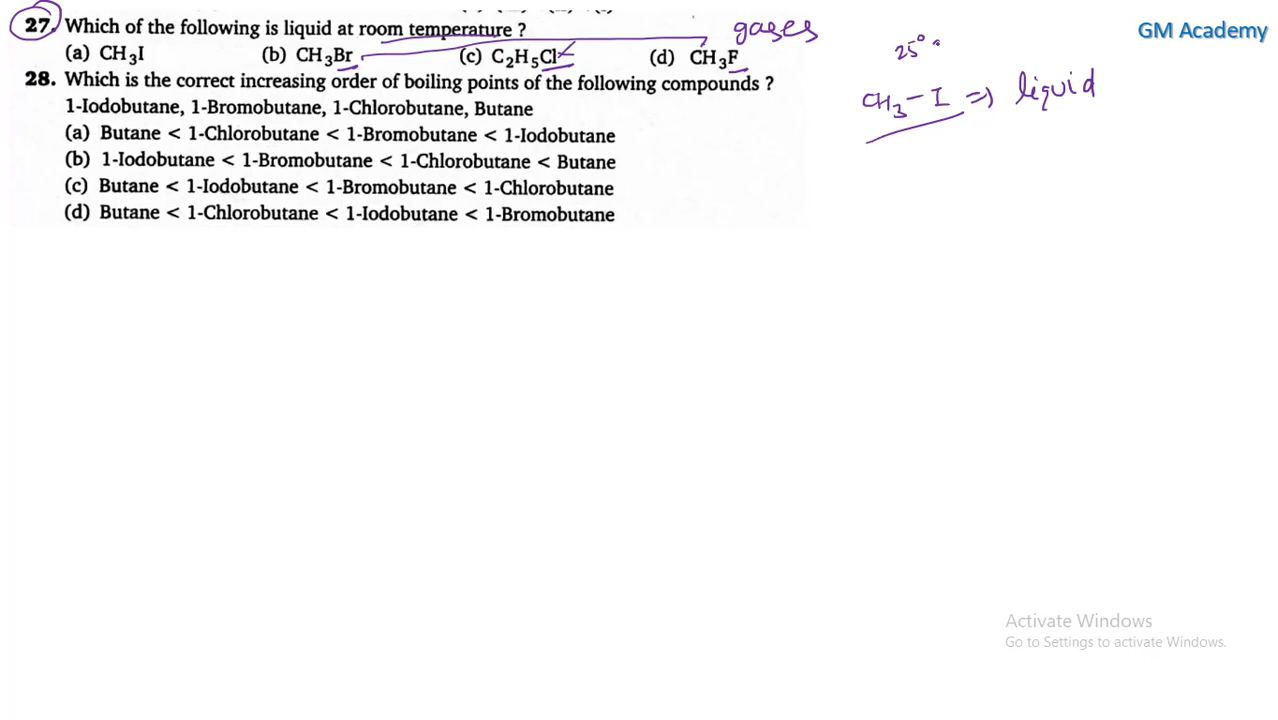 GM Academy
27. Which of the following is liquid at room temperature ?
gases
(a) CH₃I (b) CH₃Br (c) C₂H₅Cl (d) CH₃F
25°
28. Which is the correct increasing order of boiling points of the following compounds ?
CH₃-I => liquid
1-Iodobutane, 1-Bromobutane, 1-Chlorobutane, Butane
(a) Butane < 1-Chlorobutane < 1-Bromobutane < 1-Iodobutane
(b) 1-Iodobutane < 1-Bromobutane < 1-Chlorobutane < Butane
(c) Butane < 1-Iodobutane < 1-Bromobutane < 1-Chlorobutane
(d) Butane < 1-Chlorobutane < 1-Iodobutane < 1-Bromobutane
Activate Windows
Go to Settings to activate Windows.